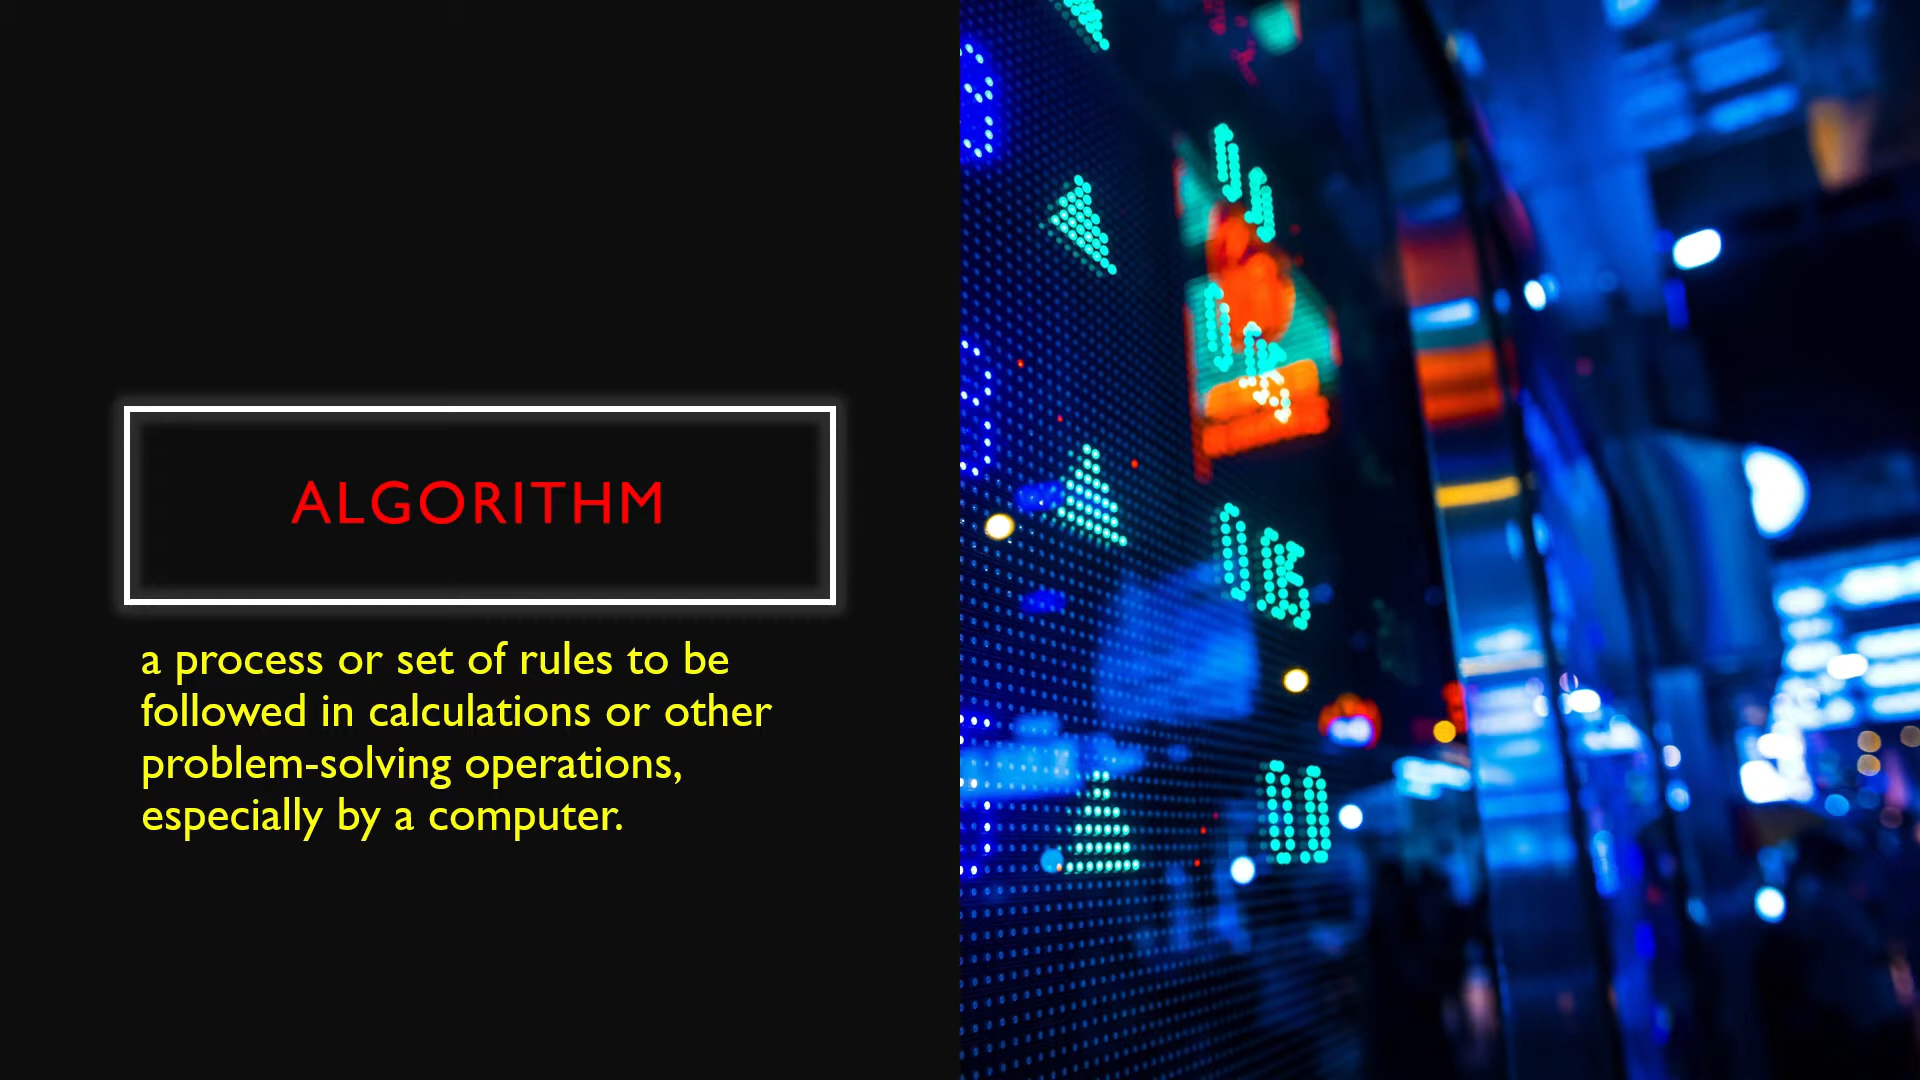 ALGORITHM
a process or set of rules to be
followed in calculations or other
problem-solving operations,
especially by a computer.